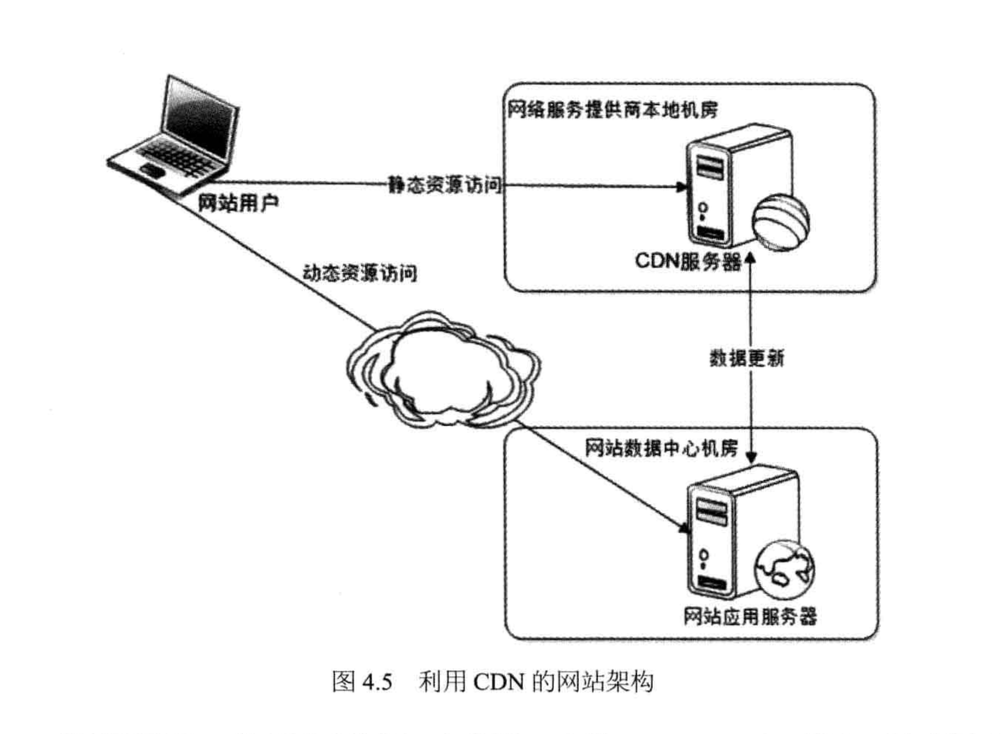 网络服务提供商本地机房
静态资源访问
网站用户
CDN服务器
动态资源访问
数据更新
网站数据中心机房
网站应用服务器
图 4.5 利用 CDN 的网站架构